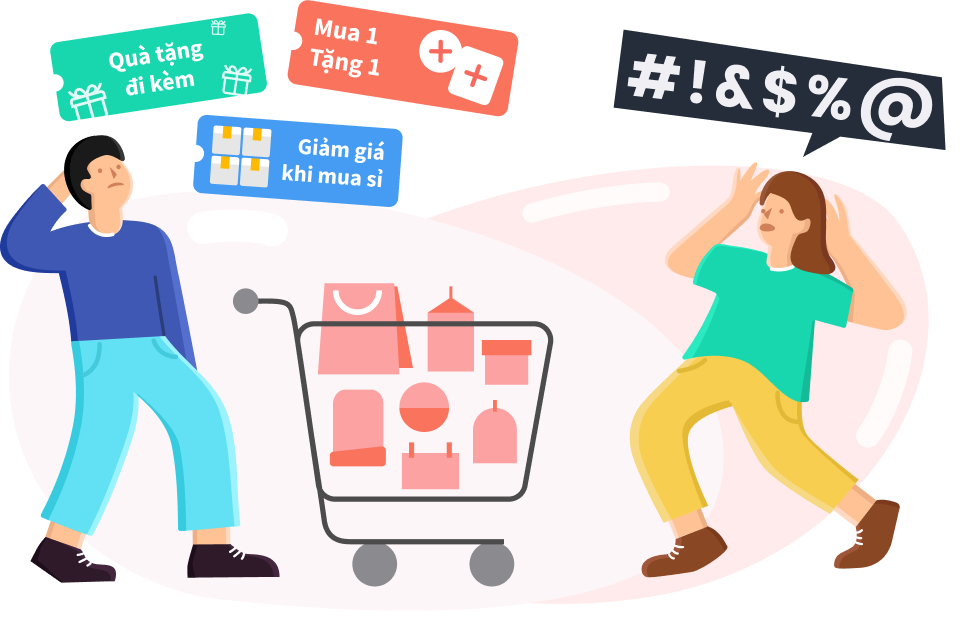 Quà tặng
đi kèm
Mua 1
Tặng 1
Giảm giá
khi mua sỉ
#!&$%@